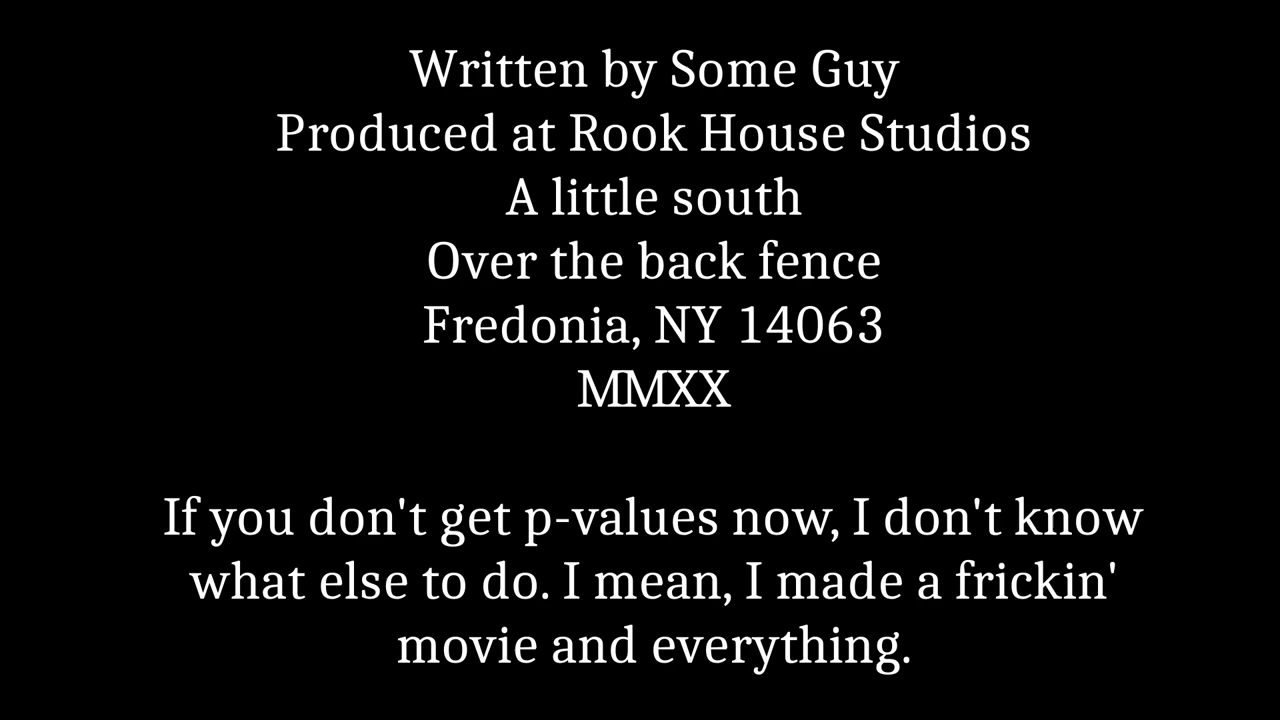 Written by Some Guy
Produced at Rook House Studios
A little south
Over the back fence
Fredonia, NY 14063
MMXX
If you don't get p-values now, I don't know
what else to do. I mean, I made a frickin'
movie and everything.